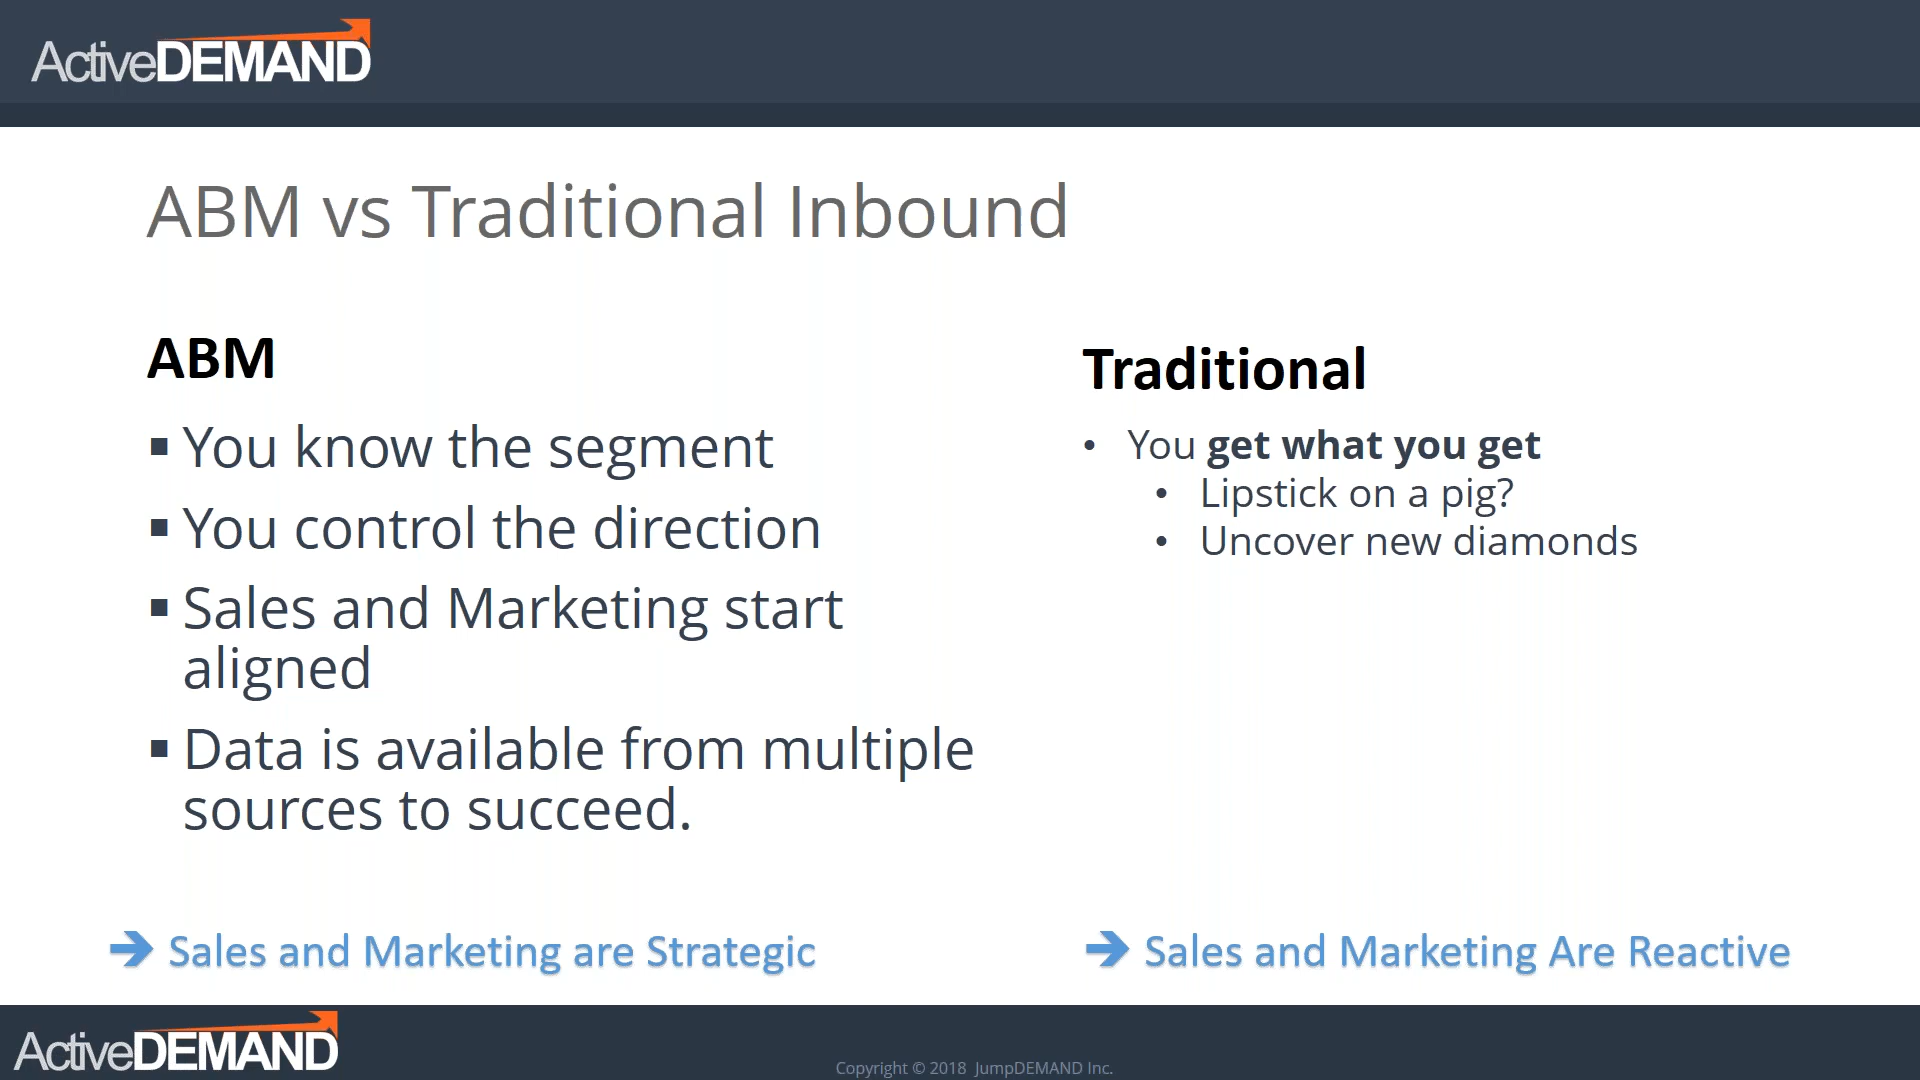 ActiveDEMAND
ABM vs Traditional Inbound
ABM
▪ You know the segment
▪ You control the direction
▪ Sales and Marketing start
aligned
▪ Data is available from multiple
sources to succeed.
➔ Sales and Marketing are Strategic
Traditional
• You get what you get
• Lipstick on a pig?
• Uncover new diamonds
➔ Sales and Marketing Are Reactive
ActiveDEMAND
Copyright © 2018 JumpDEMAND Inc.